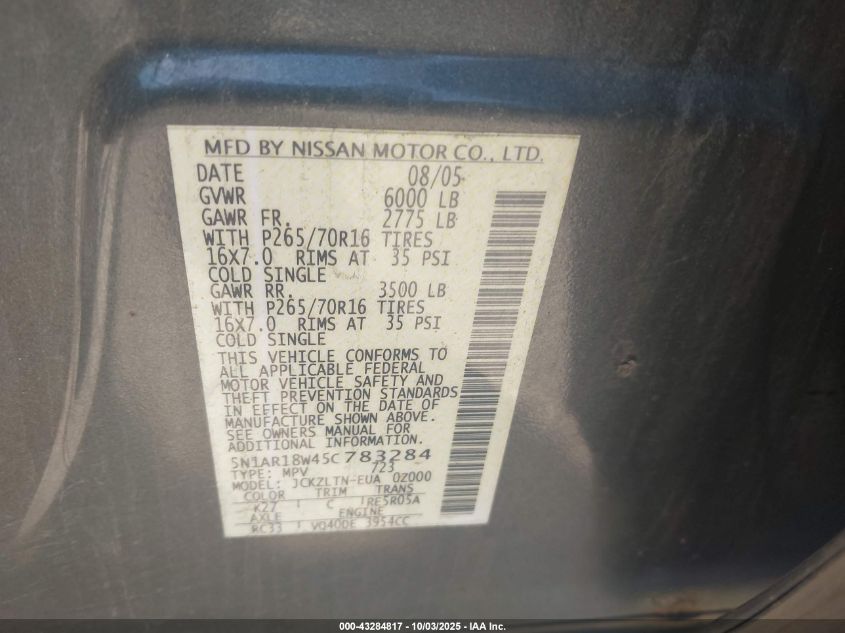 MFD BY NISSAN MOTOR CO., LTD.
DATE 08/05
GVWR 6000 LB
GAWR FR. 2775 LB
WITH P265/70R16 TIRES
16X7.0 RIMS AT 35 PSI
COLD SINGLE
GAWR RR. 3500 LB
WITH P265/70R16 TIRES
16X7.0 RIMS AT 35 PSI
COLD SINGLE
THIS VEHICLE CONFORMS TO
ALL APPLICABLE FEDERAL
MOTOR VEHICLE SAFETY AND
THEFT PREVENTION STANDARDS
IN EFFECT ON THE DATE OF
MANUFACTURE SHOWN ABOVE.
SEE OWNERS MANUAL FOR
ADDITIONAL INFORMATION
5N1AR18W45C783284
TYPE: MPV 723
MODEL: JCKZLTN-EUA 0Z000
COLOR TRIM TRANS
K27 C RE5R05A
AXLE ENGINE
RC33 VQ40DE 3954CC
000-43284817 - 10/03/2025 - IAA Inc.